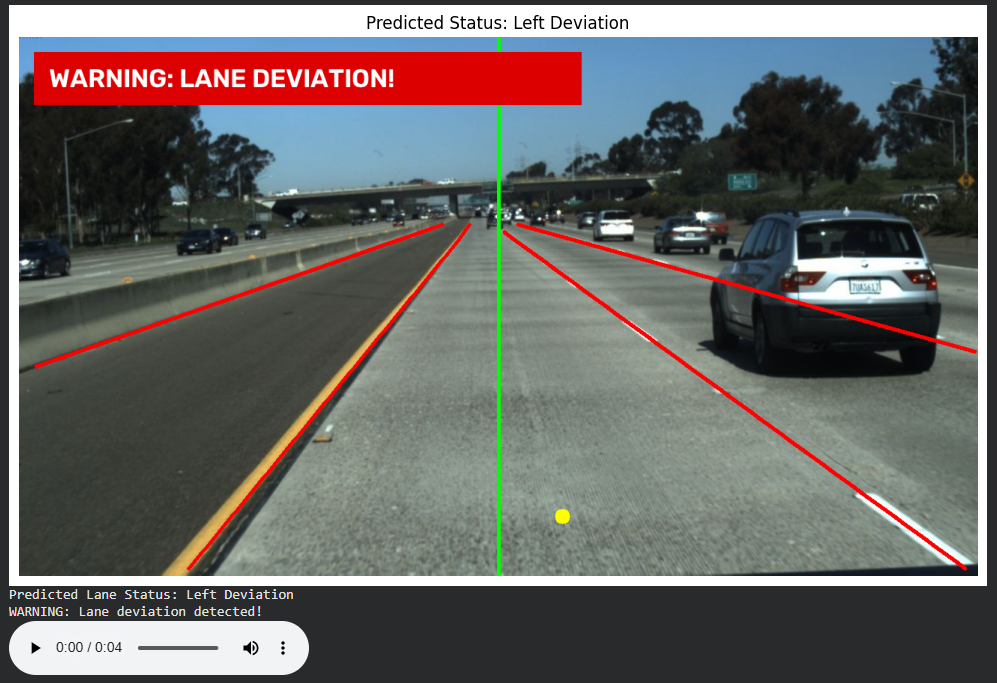 Predicted Status: Left Deviation
WARNING: LANE DEVIATION!
Predicted Lane Status: Left Deviation
WARNING: Lane deviation detected!
0:00 / 0:04